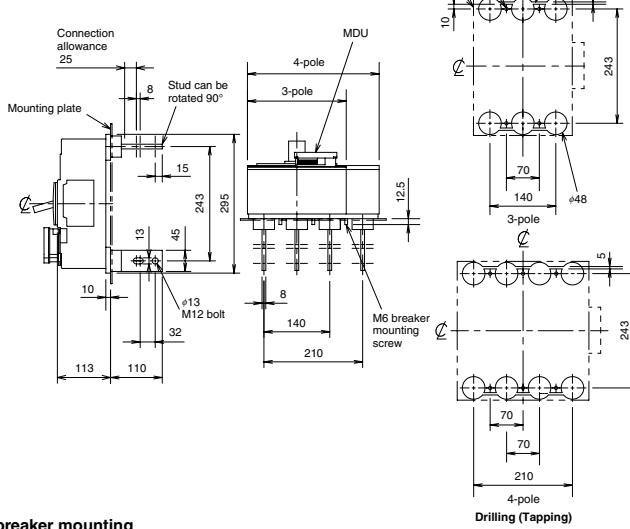 Connection
allowance
25
8
Stud can be
rotated 90°
Mounting plate
15
243
295
13
45
10
ø13
M12 bolt
32
113
110
MDU
4-pole
3-pole
12.5
8
M6 breaker
mounting
screw
140
210
10
243
70
140
ø48
3-pole
5
243
70
70
210
4-pole
Drilling (Tapping)
breaker mounting